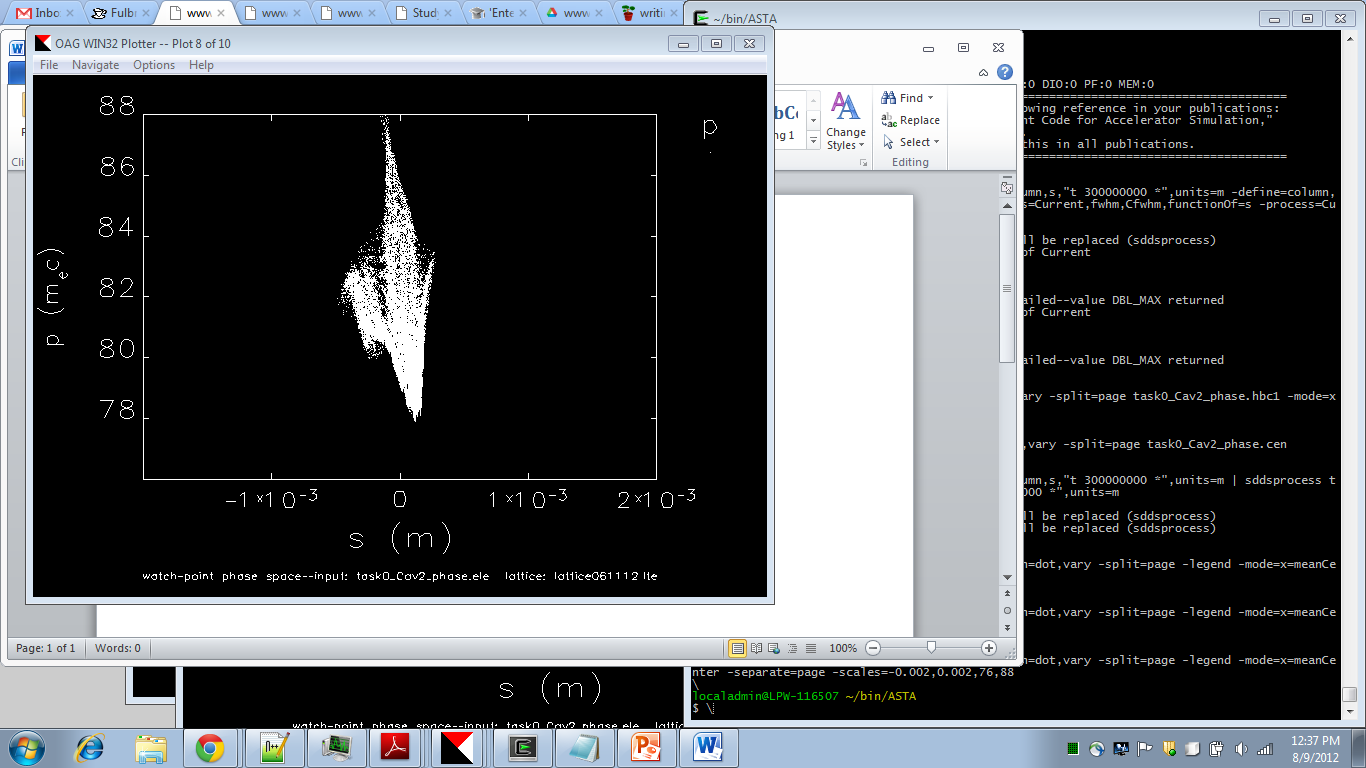 Inbo
Fulbr
www
www
www
Study
'Ente
www
writi
~/bin/ASTA
OAG WIN32 Plotter -- Plot 8 of 10
File Navigate Options Help
88
86
84
82
80
78
p (mec)
p
-1×10-3 0 1×10-3 2×10-3
s (m)
watch-point phase space--input: task0_Cav2_phase.ele lattice: lattice061112.lte
ng 1
Change
Styles
Find
Replace
Select
Editing
:0 DIO:0 PF:0 MEM:0
owing reference in your publications:
nt Code for Accelerator Simulation,"
this in all publications.
umn,s,"t 300000000 *",units=m -define=column,
s=Current,fwhm,Cfwhm,functionOf=s -process=Cu
ll be replaced (sddsprocess)
of Current
ailed--value DBL_MAX returned
of Current
ailed--value DBL_MAX returned
ary -split=page task0_Cav2_phase.hbc1 -mode=x
,vary -split=page task0_Cav2_phase.cen
umn,s,"t 300000000 *",units=m | sddsprocess t
000 *",units=m
ll be replaced (sddsprocess)
ll be replaced (sddsprocess)
n=dot,vary -split=page -legend -mode=x=meanCe
n=dot,vary -split=page -legend -mode=x=meanCe
n=dot,vary -split=page -legend -mode=x=meanCe
nter -separate=page -scales=-0.002,0.002,76,88
\
localadmin@LPW-116507 ~/bin/ASTA
$ \
Page: 1 of 1 Words: 0 100%
s (m)
watch-point phase space--input: task0_Cav2_phase.ele lattic
12:37 PM
8/9/2012